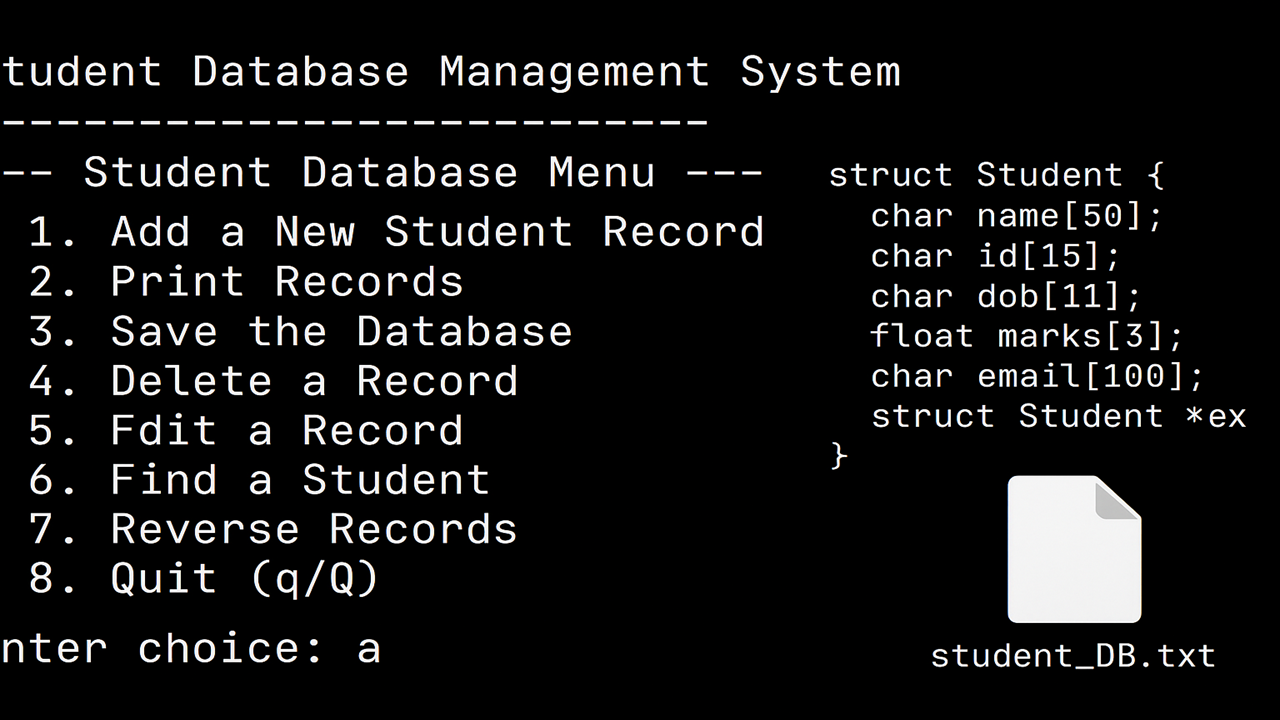 tudent Database Management System
--------------------------
-- Student Database Menu ---
1. Add a New Student Record
2. Print Records
3. Save the Database
4. Delete a Record
5. Fdit a Record
6. Find a Student
7. Reverse Records
8. Quit (q/Q)
nter choice: a
struct Student {
char name[50];
char id[15];
char dob[11];
float marks[3];
char email[100];
struct Student *ex
}
student_DB.txt